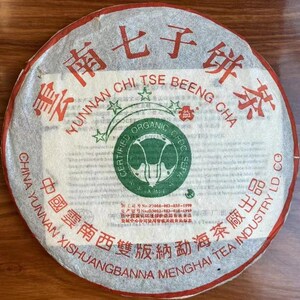 雲南七子饼茶
YUNNAN CHI TSE BEENG CHA
CERTIFIED ORGANIC
中國雲南西雙版納勐海茶廠出品
CHINA YUNNAN XISHUANGBANNA MENGHAI TEA INDUSTRY LD CO